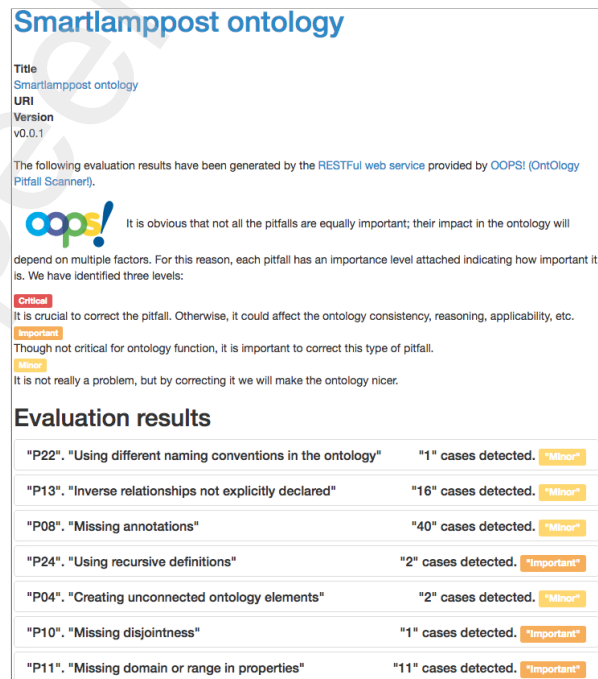 Smartlamppost ontology
Title
Smartlamppost ontology
URI
Version
v0.0.1
The following evaluation results have been generated by the RESTFul web service provided by OOPS! (OntOlogy
Pitfall Scanner!).
oops!
It is obvious that not all the pitfalls are equally important; their impact in the ontology will
depend on multiple factors. For this reason, each pitfall has an importance level attached indicating how important it
is. We have identified three levels:
Critical
It is crucial to correct the pitfall. Otherwise, it could affect the ontology consistency, reasoning, applicability, etc.
Important
Though not critical for ontology function, it is important to correct this type of pitfall.
Minor
It is not really a problem, but by correcting it we will make the ontology nicer.
Evaluation results
"P22". "Using different naming conventions in the ontology" "1" cases detected. "Minor"
"P13". "Inverse relationships not explicitly declared" "16" cases detected. "Minor"
"P08". "Missing annotations" "40" cases detected. "Minor"
"P24". "Using recursive definitions" "2" cases detected. "Important"
"P04". "Creating unconnected ontology elements" "2" cases detected. "Minor"
"P10". "Missing disjointness" "1" cases detected. "Important"
"P11". "Missing domain or range in properties" "11" cases detected. "Important"